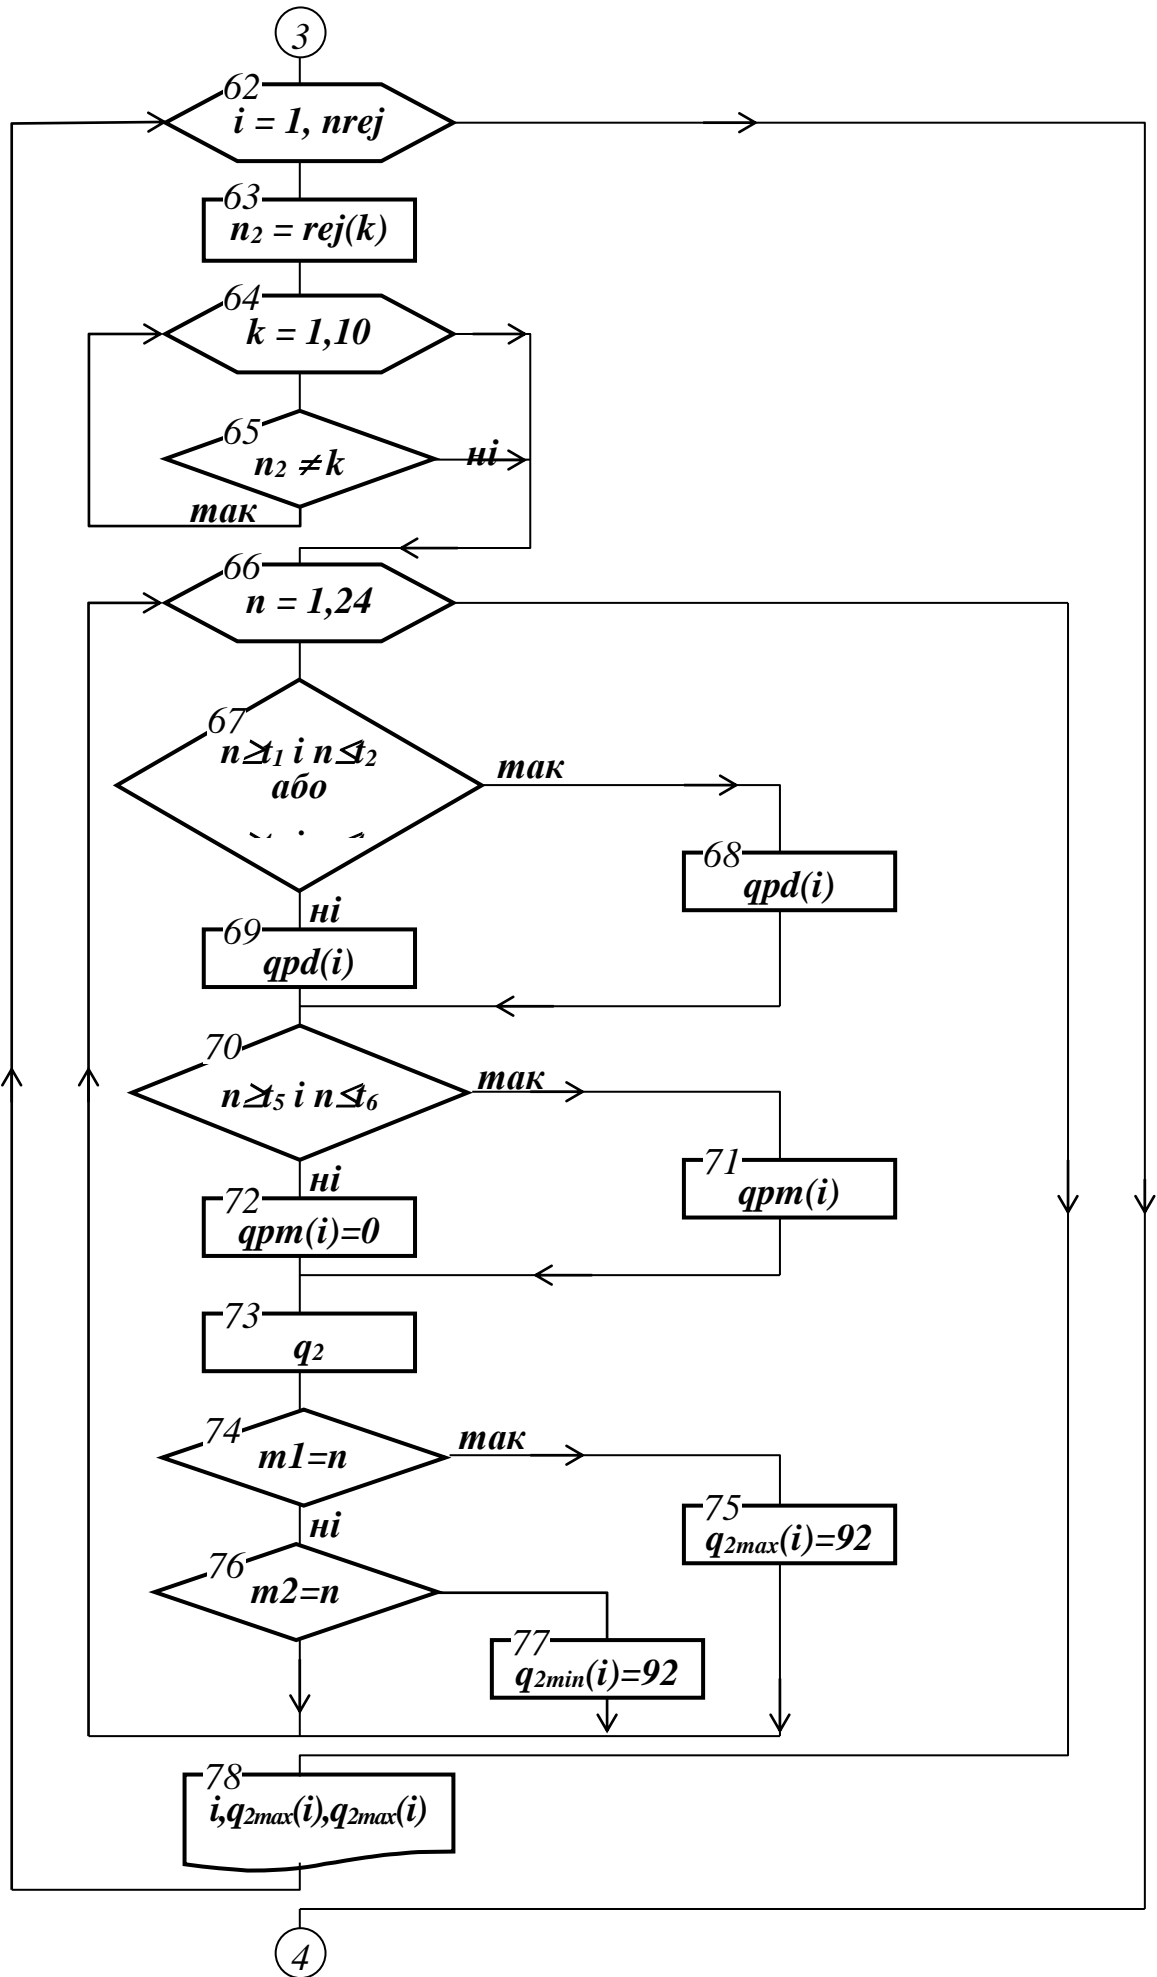 3
62
i = 1, nrej
63
n₂ = rej(k)
64
k = 1,10
65
n₂ ≠ k
ні
так
66
n = 1,24
67
n≥t₁ і n≤t₂
або
так
68
qpd(i)
ні
69
qpd(i)
70
n≥t₅ і n≤t₆
так
71
qpm(i)
ні
72
qpm(i)=0
73
q₂
74
m1=n
так
75
q₂max(i)=92
ні
76
m2=n
77
q₂min(i)=92
78
i,q₂max(i),q₂max(i)
4